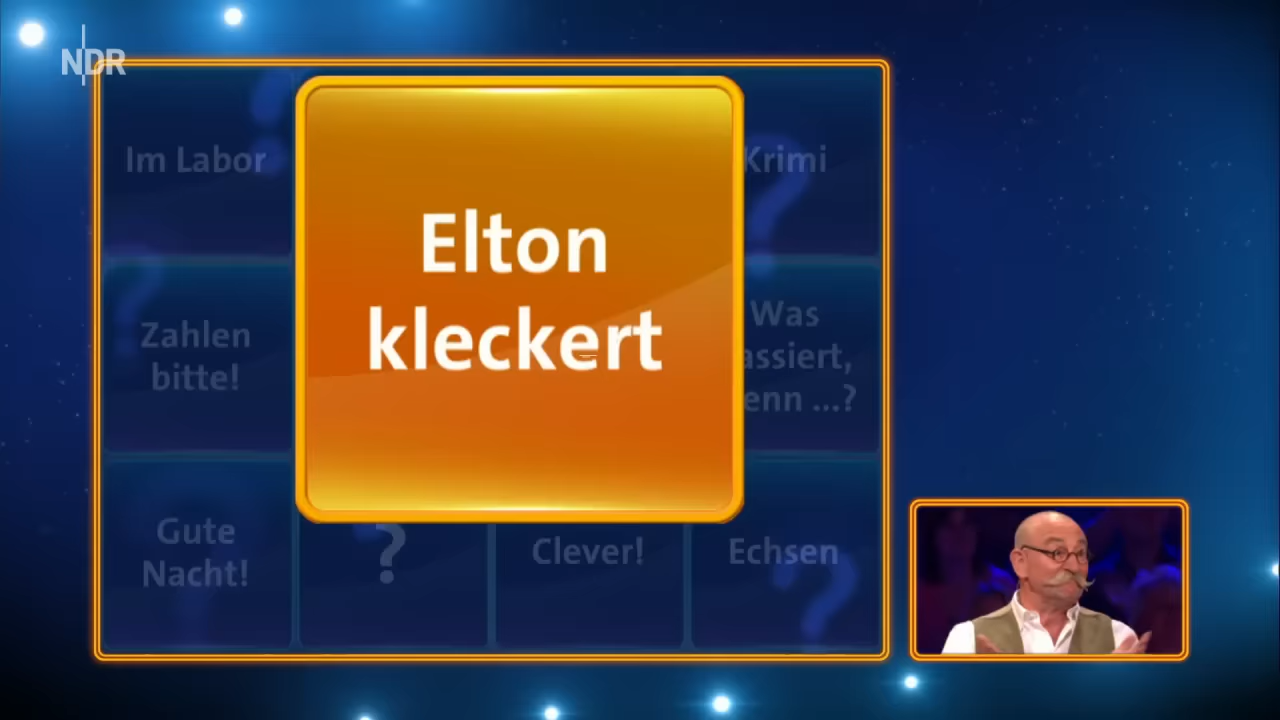 NDR
Im Labor
Krimi
Elton
kleckert
Zahlen
bitte!
Was
assiert,
enn ...?
Gute
Nacht!
?
Clever!
Echsen